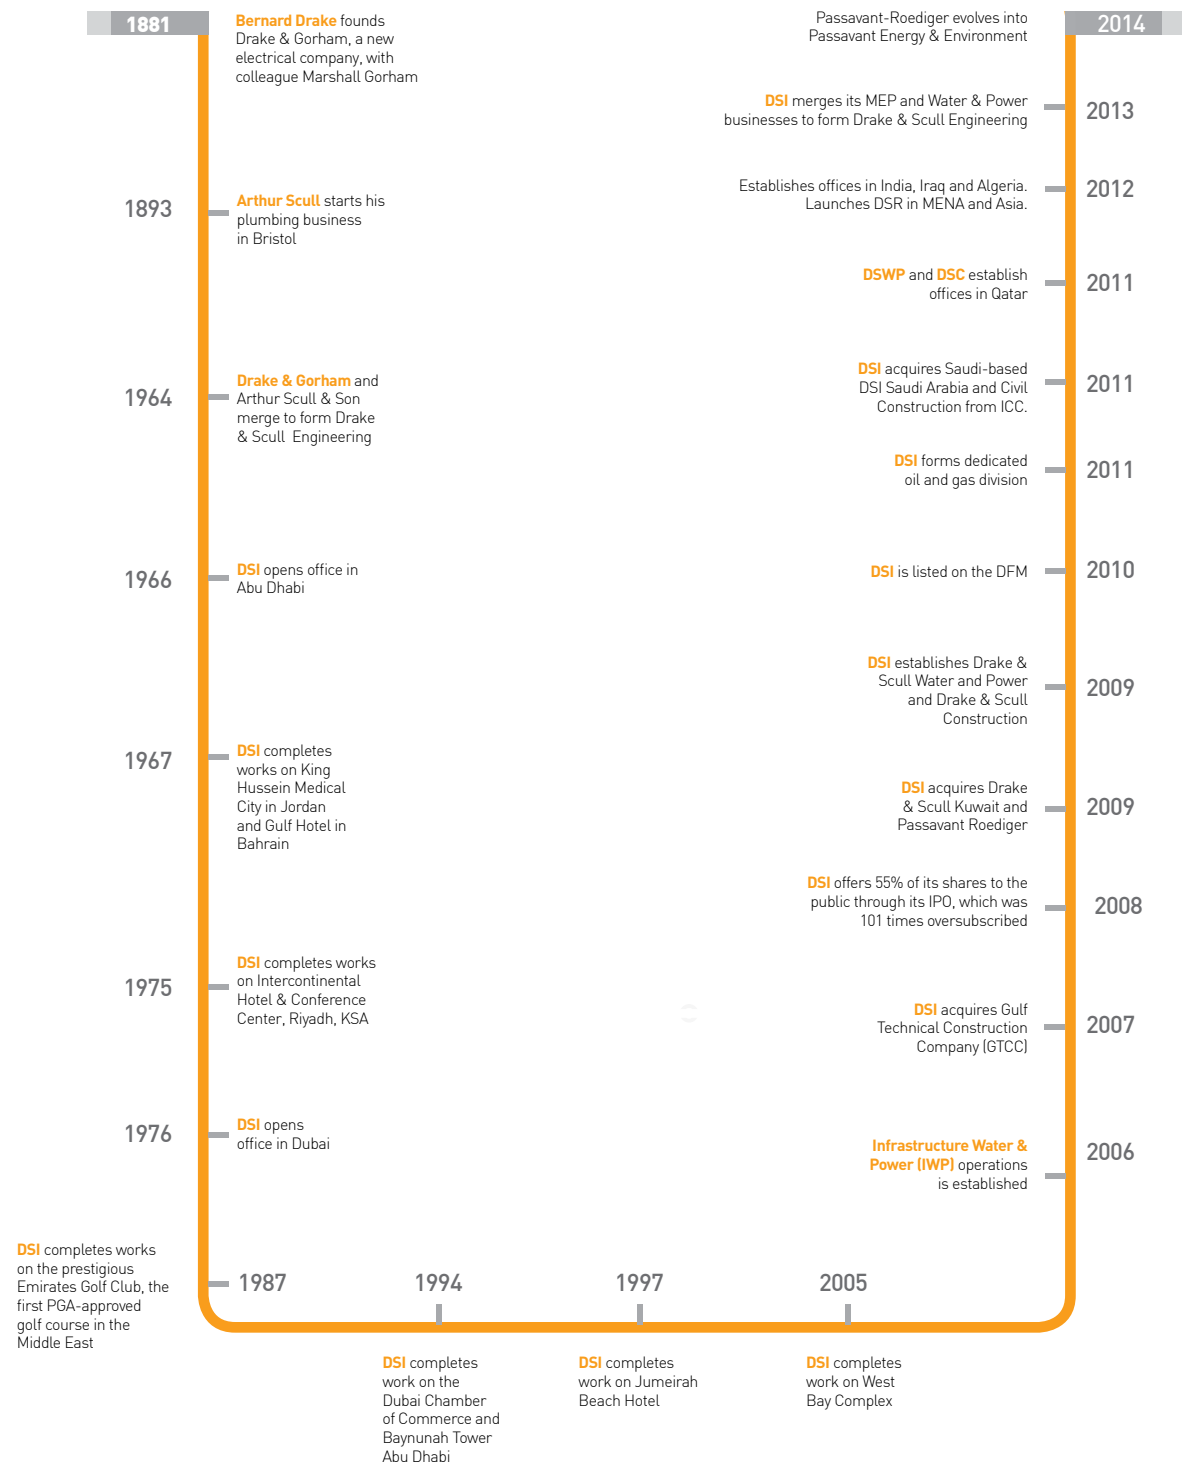 1881
Bernard Drake founds
Drake & Gorham, a new
electrical company, with
colleague Marshall Gorham
1893
Arthur Scull starts his
plumbing business
in Bristol
1964
Drake & Gorham and
Arthur Scull & Son
merge to form Drake
& Scull Engineering
1966
DSI opens office in
Abu Dhabi
1967
DSI completes
works on King
Hussein Medical
City in Jordan
and Gulf Hotel in
Bahrain
1975
DSI completes works
on Intercontinental
Hotel & Conference
Center, Riyadh, KSA
1976
DSI opens
office in Dubai
1987
DSI completes works
on the prestigious
Emirates Golf Club, the
first PGA-approved
golf course in the
Middle East
1994
DSI completes
work on the
Dubai Chamber
of Commerce and
Baynunah Tower
Abu Dhabi
1997
DSI completes
work on Jumeirah
Beach Hotel
2005
DSI completes
work on West
Bay Complex
2006
Infrastructure Water &
Power (IWP) operations
is established
2007
DSI acquires Gulf
Technical Construction
Company (GTCC)
2008
DSI offers 55% of its shares to the
public through its IPO, which was
101 times oversubscribed
2009
DSI acquires Drake
& Scull Kuwait and
Passavant Roediger
2009
DSI establishes Drake &
Scull Water and Power
and Drake & Scull
Construction
2010
DSI is listed on the DFM
2011
DSI forms dedicated
oil and gas division
2011
DSI acquires Saudi-based
DSI Saudi Arabia and Civil
Construction from ICC.
2011
DSWP and DSC establish
offices in Qatar
2012
Establishes offices in India, Iraq and Algeria.
Launches DSR in MENA and Asia.
2013
DSI merges its MEP and Water & Power
businesses to form Drake & Scull Engineering
2014
Passavant-Roediger evolves into
Passavant Energy & Environment